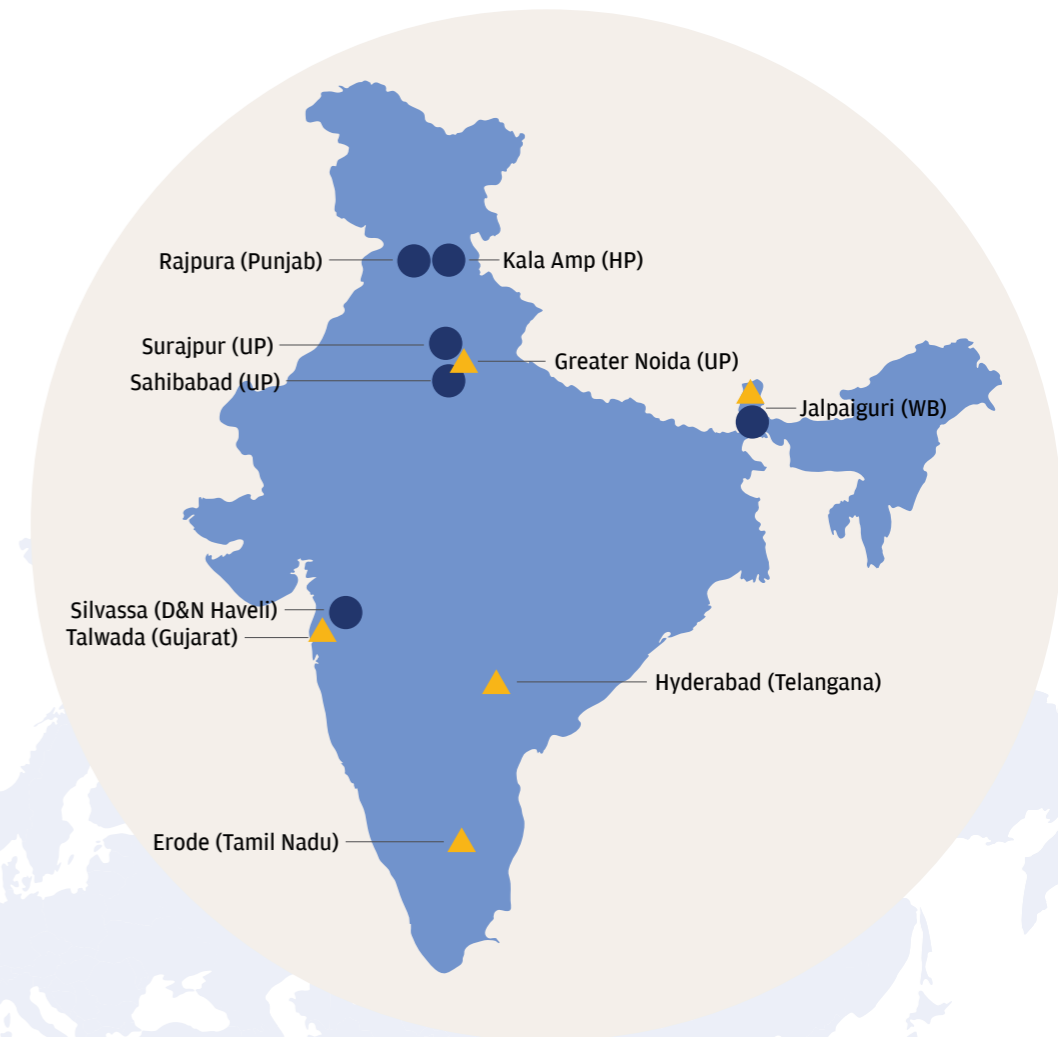 Rajpura (Punjab)
Kala Amp (HP)
Surajpur (UP)
Greater Noida (UP)
Sahibabad (UP)
Jalpaiguri (WB)
Silvassa (D&N Haveli)
Talwada (Gujarat)
Hyderabad (Telangana)
Erode (Tamil Nadu)